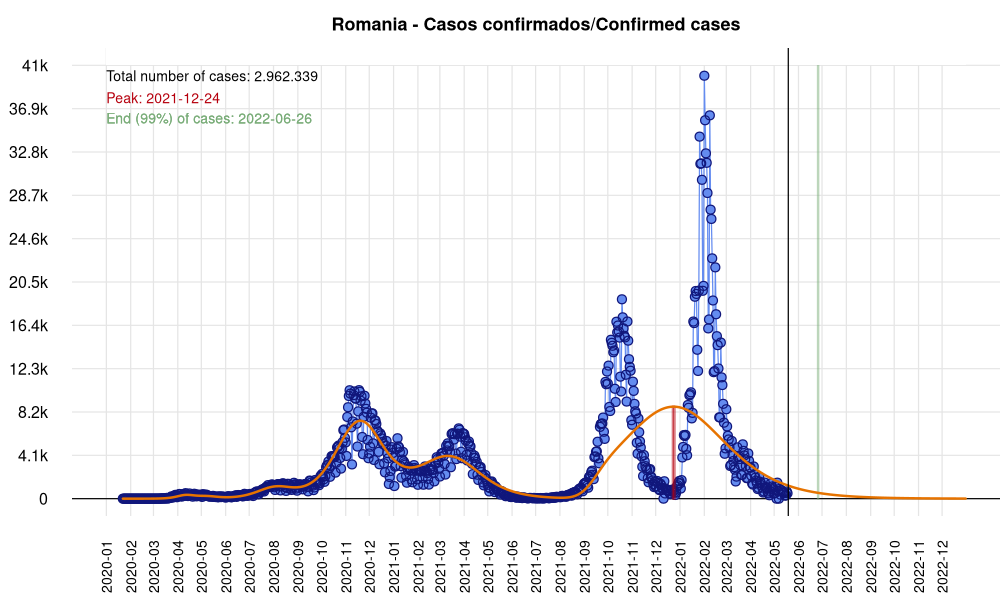 Romania - Casos confirmados/Confirmed cases
Total number of cases: 2.962.339
Peak: 2021-12-24
End (99%) of cases: 2022-06-26
41k
36.9k
32.8k
28.7k
24.6k
20.5k
16.4k
12.3k
8.2k
4.1k
0
2020-01
2020-02
2020-03
2020-04
2020-05
2020-06
2020-07
2020-08
2020-09
2020-10
2020-11
2020-12
2021-01
2021-02
2021-03
2021-04
2021-05
2021-06
2021-07
2021-08
2021-09
2021-10
2021-11
2021-12
2022-01
2022-02
2022-03
2022-04
2022-05
2022-06
2022-07
2022-08
2022-09
2022-10
2022-11
2022-12